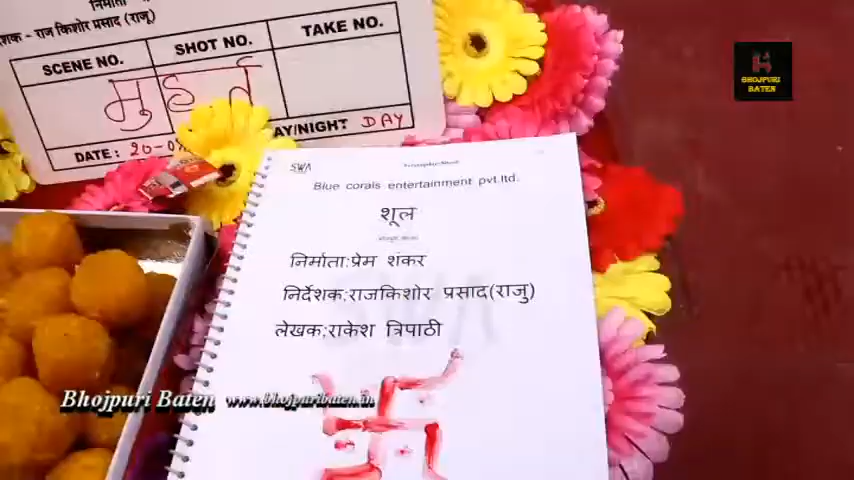 निर्माता
राज किशोर प्रसाद (राजू)
SCENE NO.
SHOT NO.
TAKE NO.
मुहूर्त
DAY/NIGHT: DAY
DATE: 20-0
BHOJPURI
BATEN
SWA
Blue corals entertainment pvt.ltd.
शूल
निर्माता:प्रेम शंकर
निर्देशक:राजकिशोर प्रसाद(राजु)
लेखक:राकेश त्रिपाठी
Bhojpuri Baten www.bhojpuribaten.in